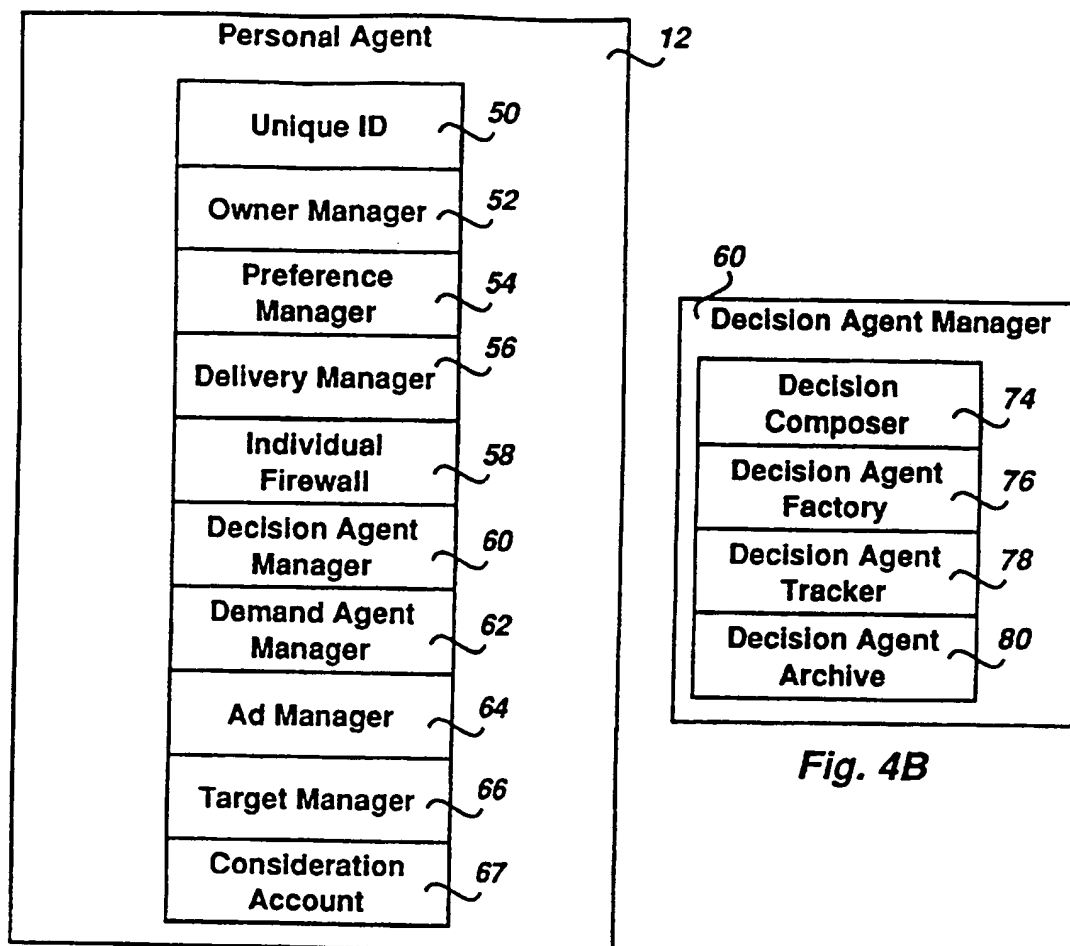 Personal Agent
12
Unique ID
50
Owner Manager
52
Preference
Manager
54
Delivery Manager
56
Individual
Firewall
58
Decision Agent
Manager
60
Demand Agent
Manager
62
Ad Manager
64
Target Manager
66
Consideration
Account
67
60
Decision Agent Manager
Decision
Composer
74
Decision Agent
Factory
76
Decision Agent
Tracker
78
Decision Agent
Archive
80
Fig. 4B